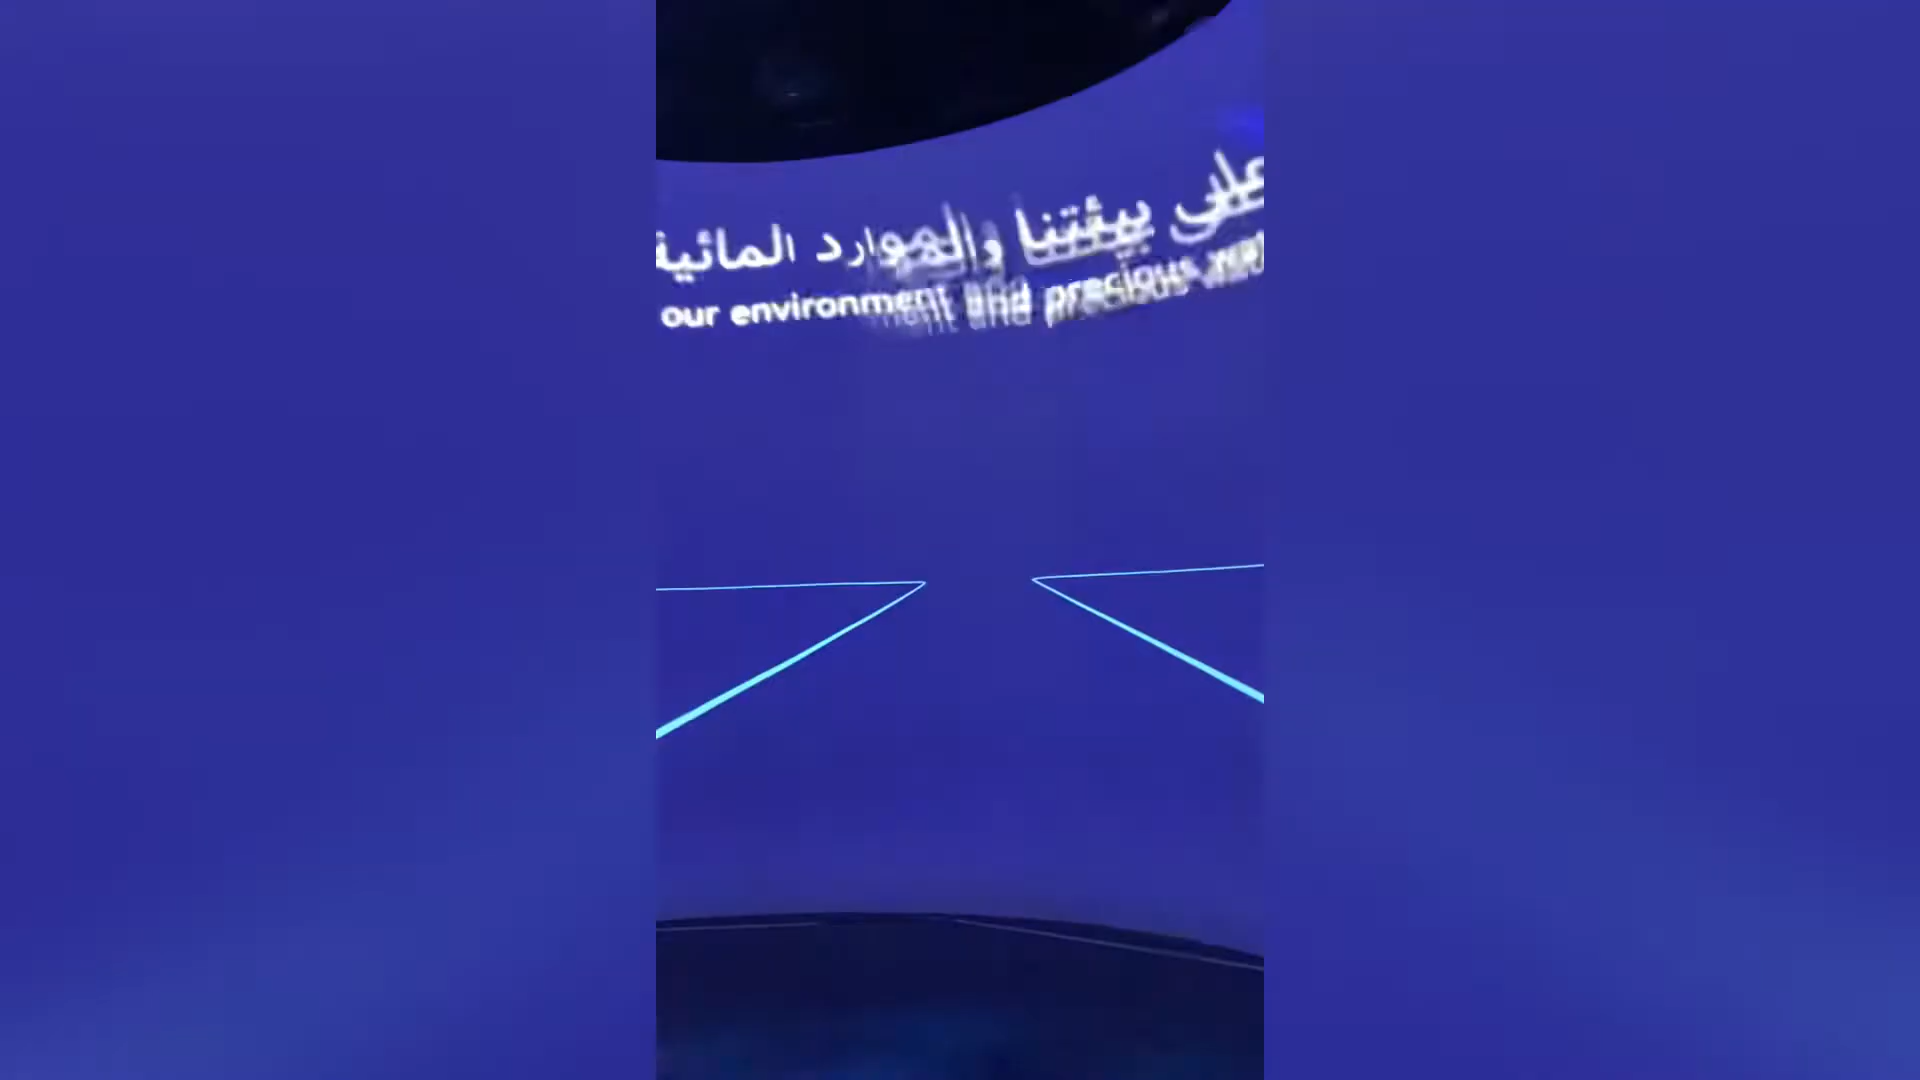 على بيئتنا والموارد المائية
our environment and precious